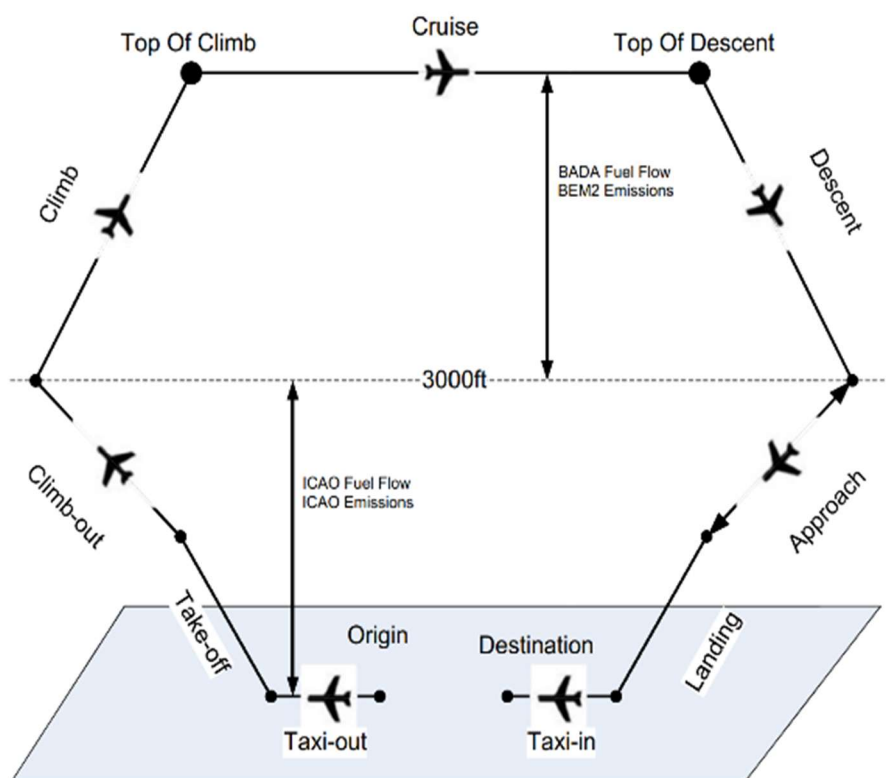 Cruise
Top Of Climb
Top Of Descent
BADA Fuel Flow
BEM2 Emissions
Climb
Descent
3000ft
ICAO Fuel Flow
ICAO Emissions
Climb-out
Approach
Take-off
Origin
Destination
Landing
Taxi-out
Taxi-in